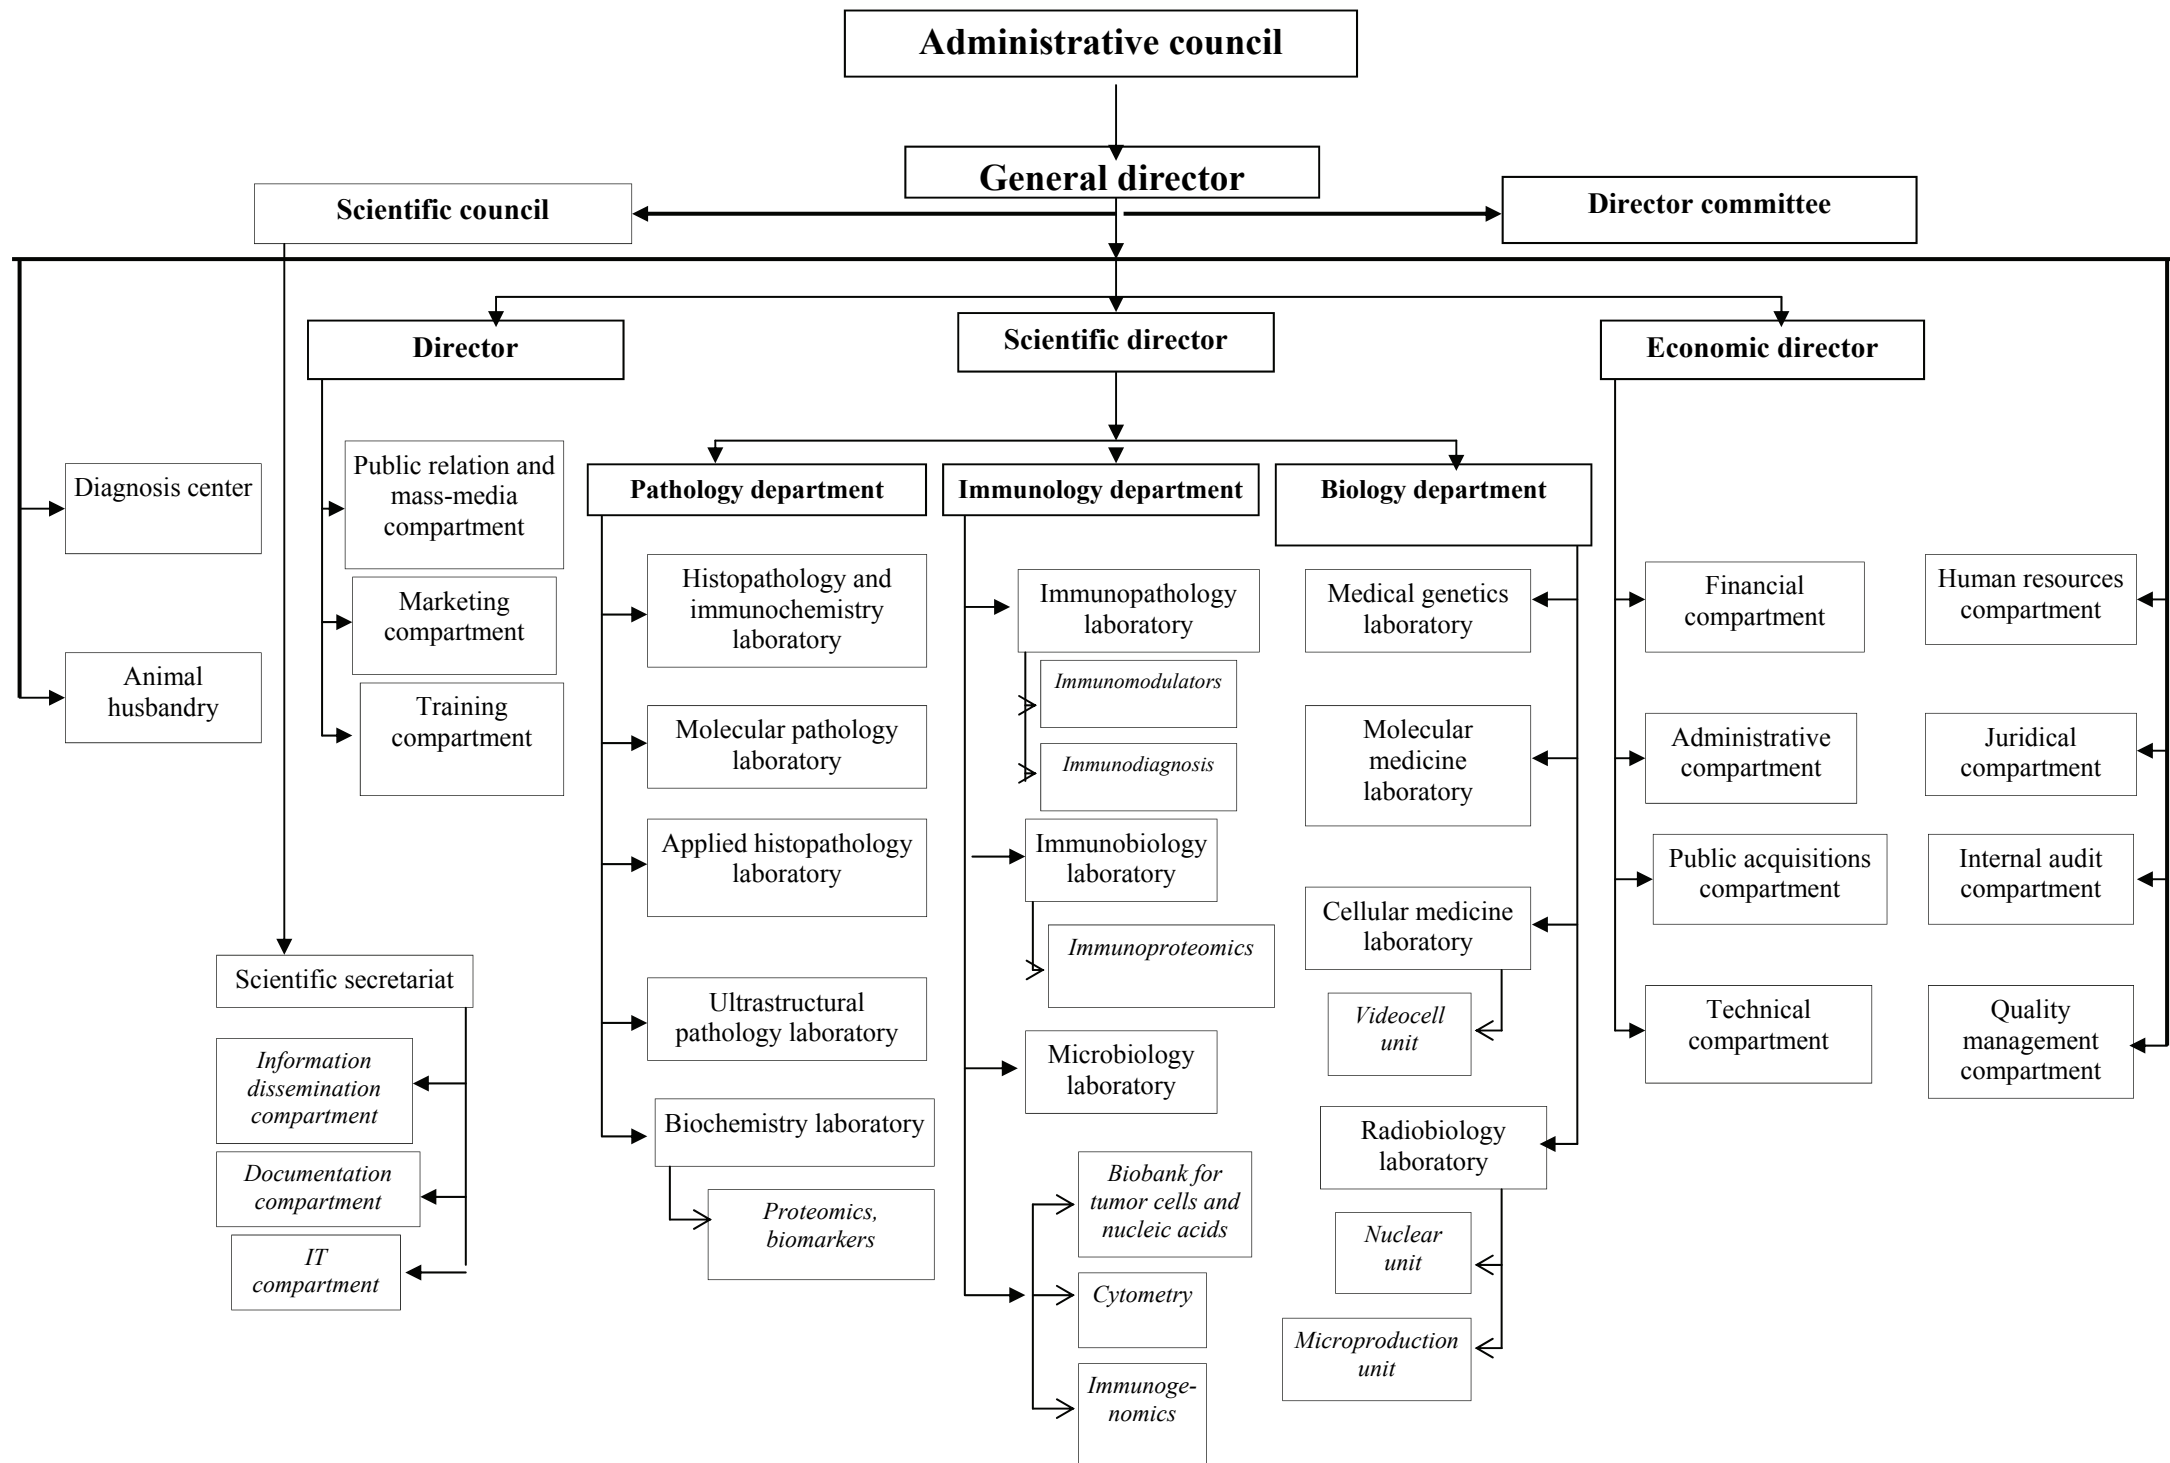 Administrative council
General director
Scientific council
Director committee
Director
Scientific director
Economic director
Diagnosis center
Animal
husbandry
Public relation and
mass-media
compartment
Marketing
compartment
Training
compartment
Scientific secretariat
Information
dissemination
compartment
Documentation
compartment
IT
compartment
Pathology department
Histopathology and
immunochemistry
laboratory
Molecular pathology
laboratory
Applied histopathology
laboratory
Ultrastructural
pathology laboratory
Biochemistry laboratory
Proteomics,
biomarkers
Immunology department
Immunopathology
laboratory
Immunomodulators
Immunodiagnosis
Immunobiology
laboratory
Immunoproteomics
Microbiology
laboratory
Biobank for
tumor cells and
nucleic acids
Cytometry
Immunoge-
nomics
Biology department
Medical genetics
laboratory
Molecular
medicine
laboratory
Cellular medicine
laboratory
Videocell
unit
Radiobiology
laboratory
Nuclear
unit
Microproduction
unit
Financial
compartment
Administrative
compartment
Public acquisitions
compartment
Technical
compartment
Human resources
compartment
Juridical
compartment
Internal audit
compartment
Quality
management
compartment